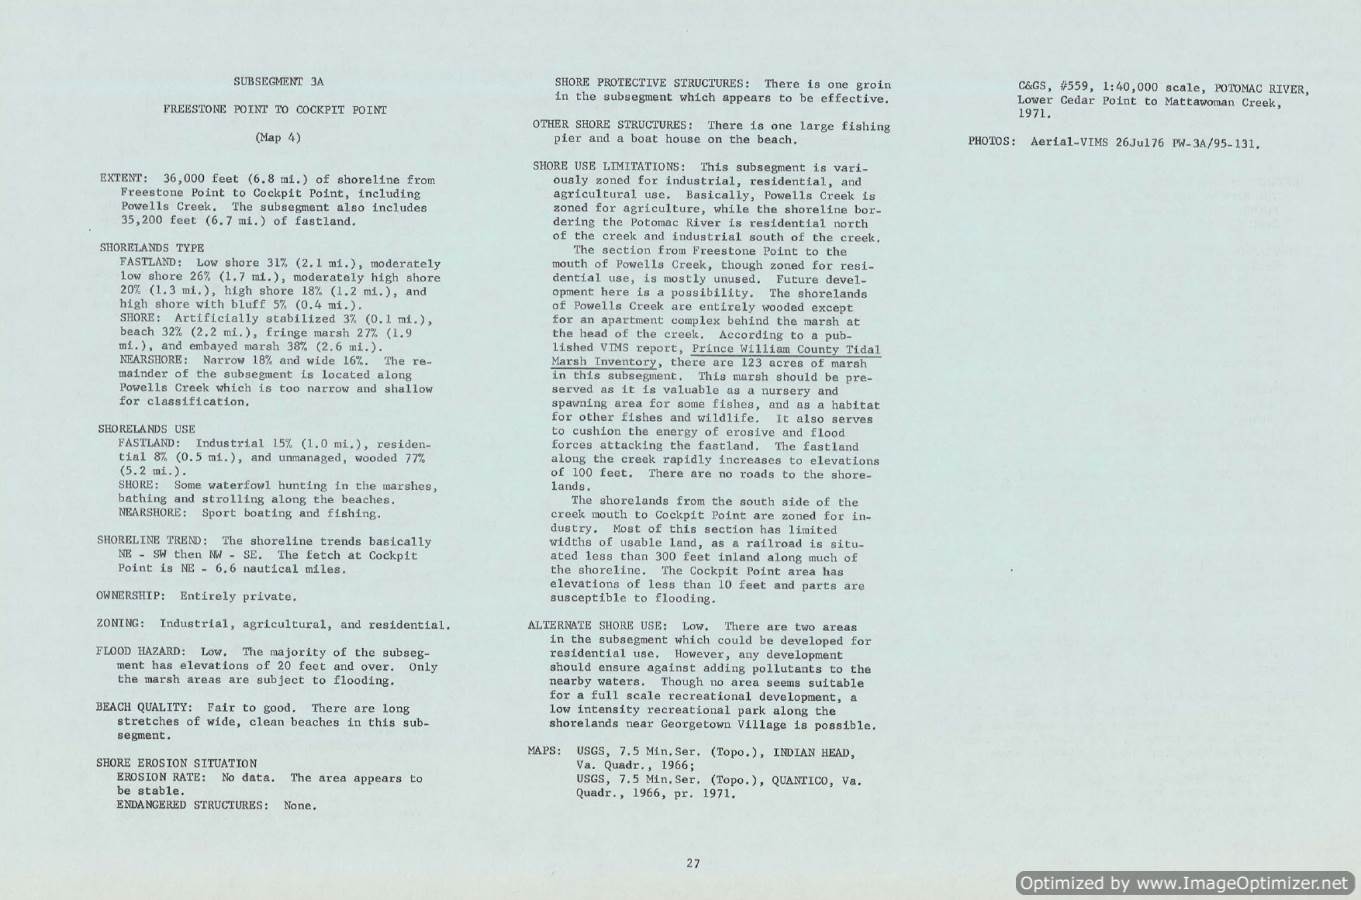 SUBSEGMENT 3A
FREESTONE POINT TO COCKPIT POINT
(Map 4)
EXTENT: 36,000 feet (6.8 mi.) of shoreline from
Freestone Point to Cockpit Point, including
Powells Creek. The subsegment also includes
35,200 feet (6.7 mi.) of fastland.
SHORELANDS TYPE
FASTLAND: Low shore 31% (2.1 mi.), moderately
low shore 26% (1.7 mi.), moderately high shore
20% (1.3 mi.), high shore 18% (1.2 mi.), and
high shore with bluff 5% (0.4 mi.).
SHORE: Artificially stabilized 3% (0.1 mi.),
beach 32% (2.2 mi.), fringe marsh 27% (1.9
mi.), and embayed marsh 38% (2.6 mi.).
NEARSHORE: Narrow 18% and wide 16%. The re-
mainder of the subsegment is located along
Powells Creek which is too narrow and shallow
for classification.
SHORELANDS USE
FASTLAND: Industrial 15% (1.0 mi.), residen-
tial 8% (0.5 mi.), and unmanaged, wooded 77%
(5.2 mi.).
SHORE: Some waterfowl hunting in the marshes,
bathing and strolling along the beaches.
NEARSHORE: Sport boating and fishing.
SHORELINE TREND: The shoreline trends basically
NE - SW then NW - SE. The fetch at Cockpit
Point is NE - 6.6 nautical miles.
OWNERSHIP: Entirely private.
ZONING: Industrial, agricultural, and residential.
FLOOD HAZARD: Low. The majority of the subseg-
ment has elevations of 20 feet and over. Only
the marsh areas are subject to flooding.
BEACH QUALITY: Fair to good. There are long
stretches of wide, clean beaches in this sub-
segment.
SHORE EROSION SITUATION
EROSION RATE: No data. The area appears to
be stable.
ENDANGERED STRUCTURES: None.
SHORE PROTECTIVE STRUCTURES: There is one groin
in the subsegment which appears to be effective.
OTHER SHORE STRUCTURES: There is one large fishing
pier and a boat house on the beach.
SHORE USE LIMITATIONS: This subsegment is vari-
ously zoned for industrial, residential, and
agricultural use. Basically, Powells Creek is
zoned for agriculture, while the shoreline bor-
dering the Potomac River is residential north
of the creek and industrial south of the creek.
The section from Freestone Point to the
mouth of Powells Creek, though zoned for resi-
dential use, is mostly unused. Future devel-
opment here is a possibility. The shorelands
of Powells Creek are entirely wooded except
for an apartment complex behind the marsh at
the head of the creek. According to a pub-
lished VIMS report, Prince William County Tidal
Marsh Inventory, there are 123 acres of marsh
in this subsegment. This marsh should be pre-
served as it is valuable as a nursery and
spawning area for some fishes, and as a habitat
for other fishes and wildlife. It also serves
to cushion the energy of erosive and flood
forces attacking the fastland. The fastland
along the creek rapidly increases to elevations
of 100 feet. There are no roads to the shore-
lands.
The shorelands from the south side of the
creek mouth to Cockpit Point are zoned for in-
dustry. Most of this section has limited
widths of usable land, as a railroad is situ-
ated less than 300 feet inland along much of
the shoreline. The Cockpit Point area has
elevations of less than 10 feet and parts are
susceptible to flooding.
ALTERNATE SHORE USE: Low. There are two areas
in the subsegment which could be developed for
residential use. However, any development
should ensure against adding pollutants to the
nearby waters. Though no area seems suitable
for a full scale recreational development, a
low intensity recreational park along the
shorelands near Georgetown Village is possible.
MAPS: USGS, 7.5 Min.Ser. (Topo.), INDIAN HEAD,
Va. Quadr., 1966;
USGS, 7.5 Min.Ser. (Topo.), QUANTICO, Va.
Quadr., 1966, pr. 1971.
C&GS, #559, 1:40,000 scale, POTOMAC RIVER,
Lower Cedar Point to Mattawoman Creek,
1971.
PHOTOS: Aerial-VIMS 26Jul76 PW-3A/95-131.
27
Optimized by www.ImageOptimizer.net